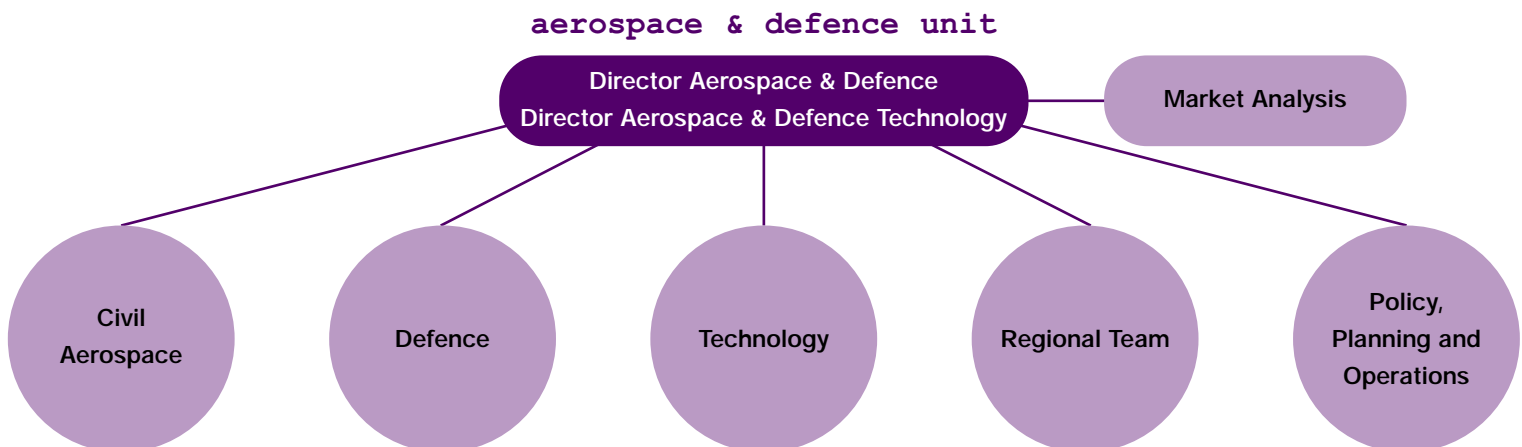 aerospace & defence unit
Director Aerospace & Defence
Director Aerospace & Defence Technology
Market Analysis
Civil
Aerospace
Defence
Technology
Regional Team
Policy,
Planning and
Operations